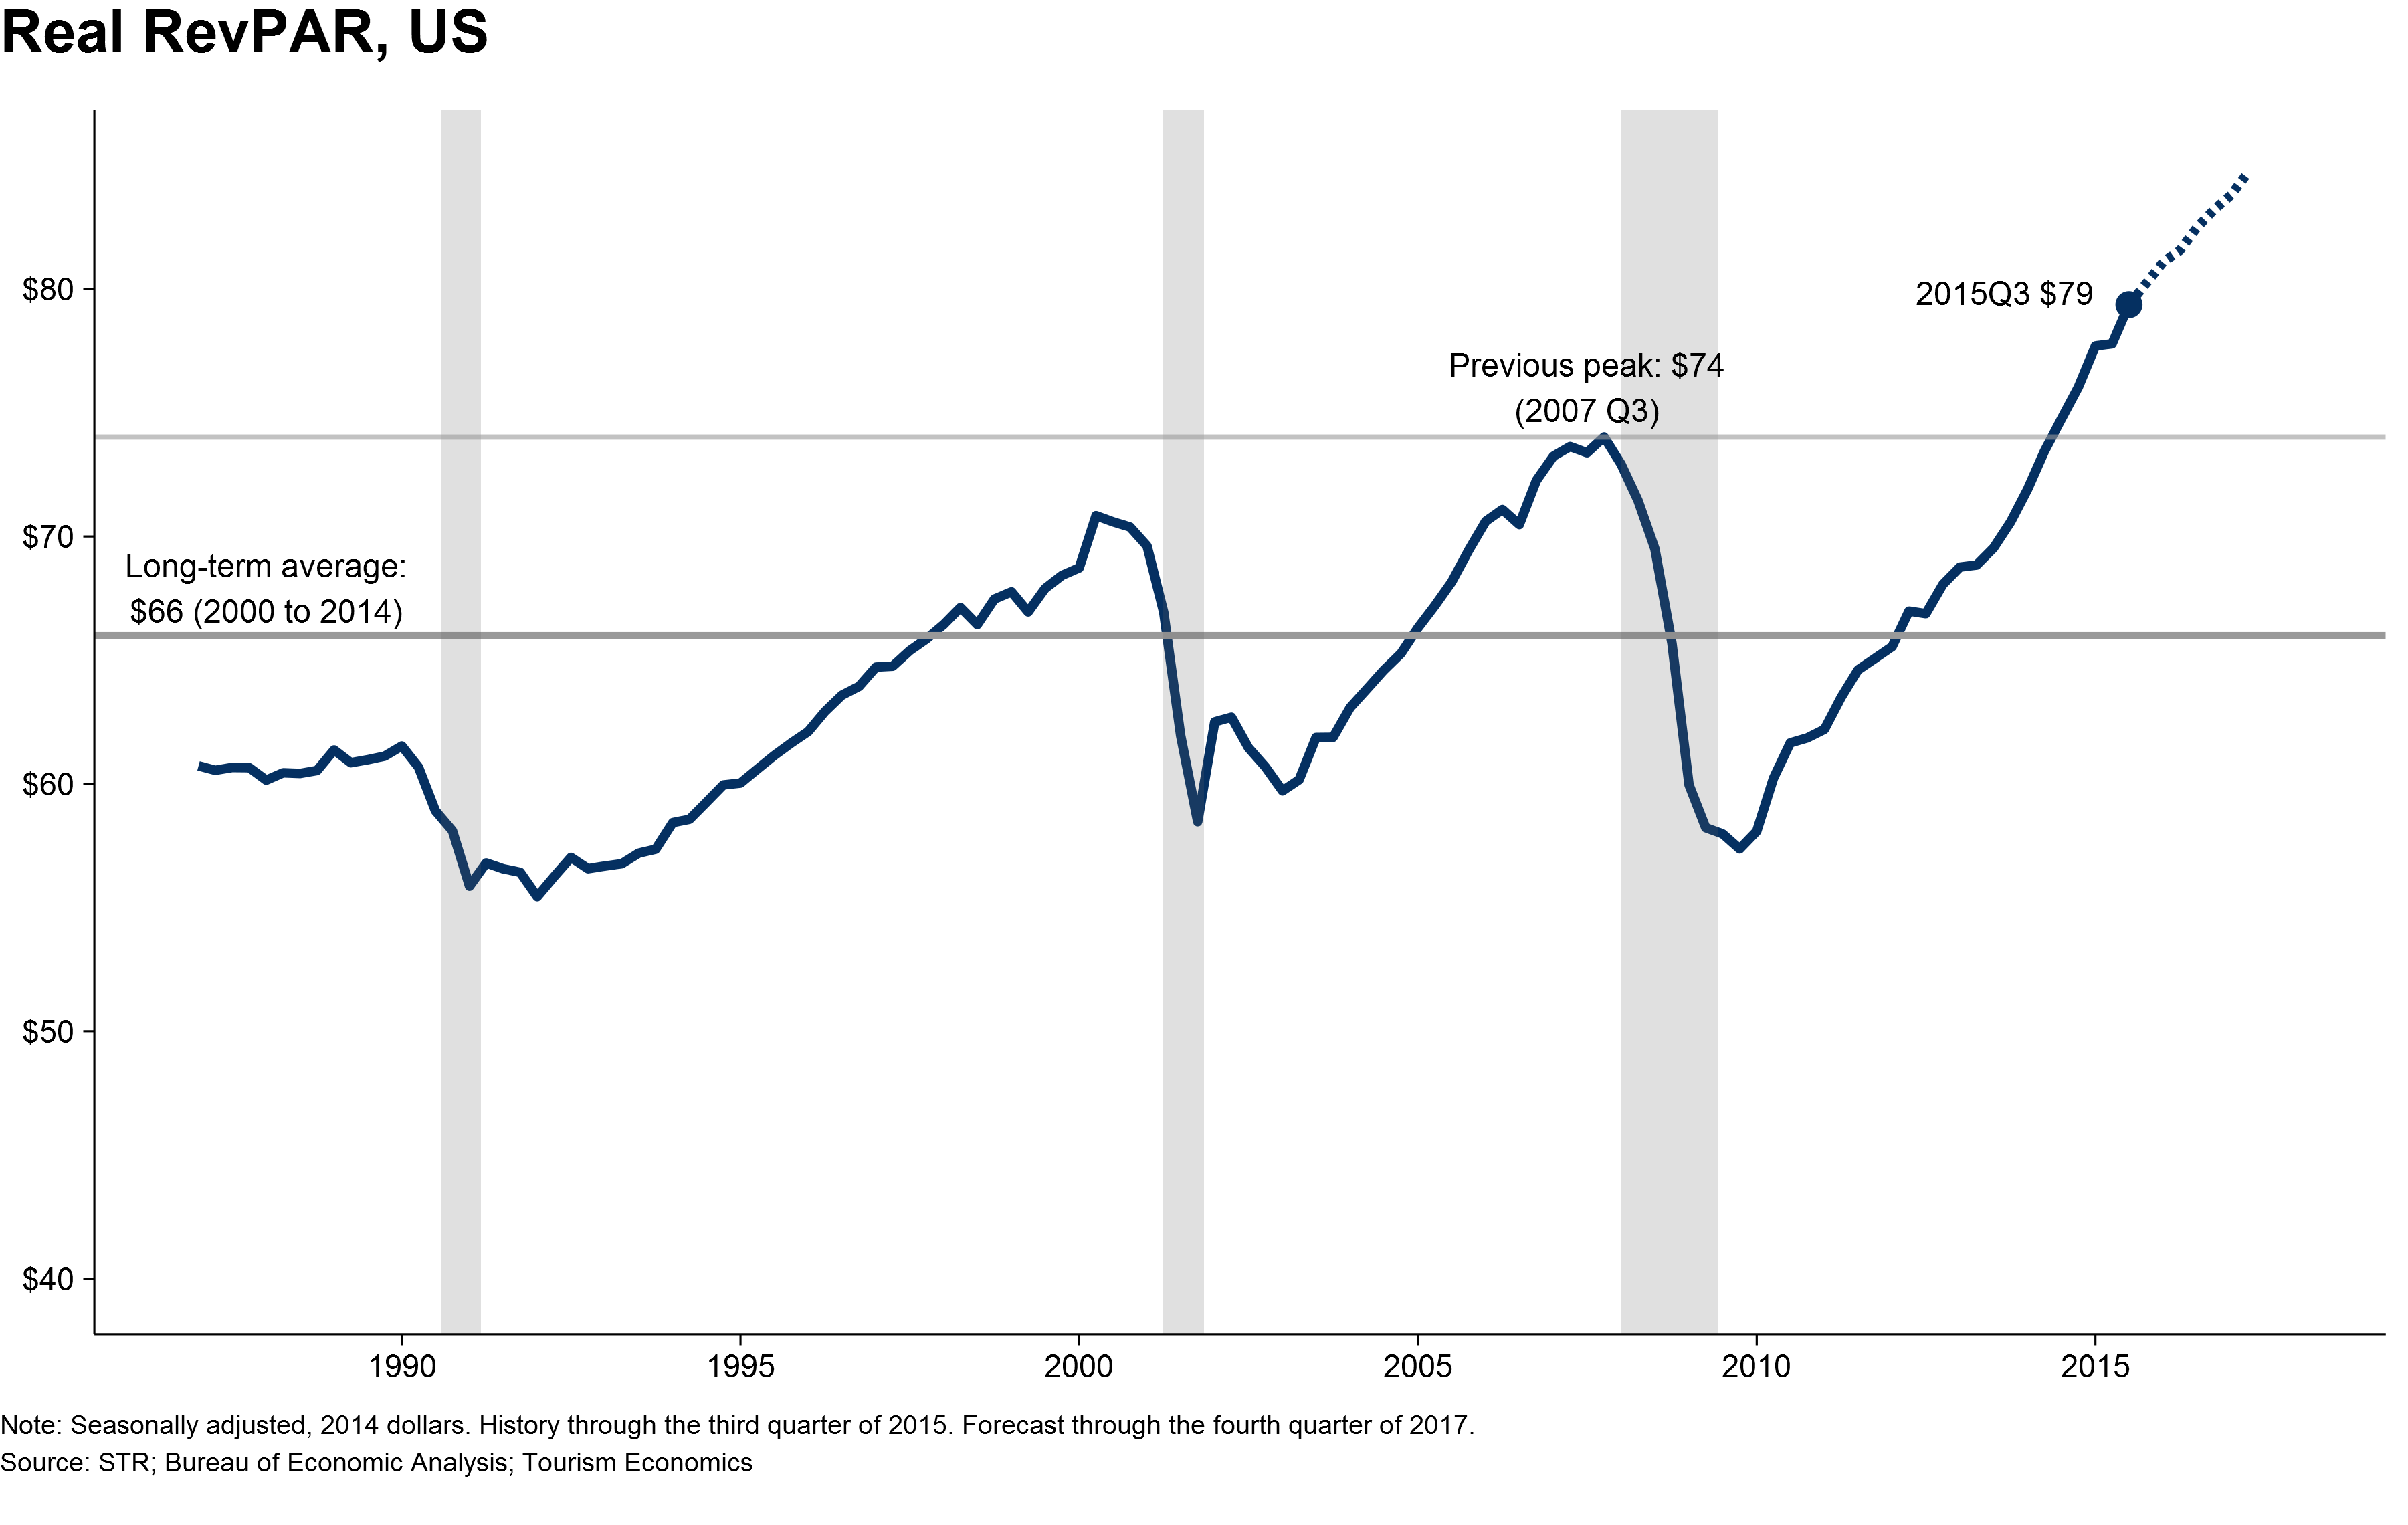 Real RevPAR, US
$80
2015Q3 $79
Previous peak: $74
(2007 Q3)
$70
Long-term average:
$66 (2000 to 2014)
$60
$50
$40
1990 1995 2000 2005 2010 2015
Note: Seasonally adjusted, 2014 dollars. History through the third quarter of 2015. Forecast through the fourth quarter of 2017.
Source: STR; Bureau of Economic Analysis; Tourism Economics